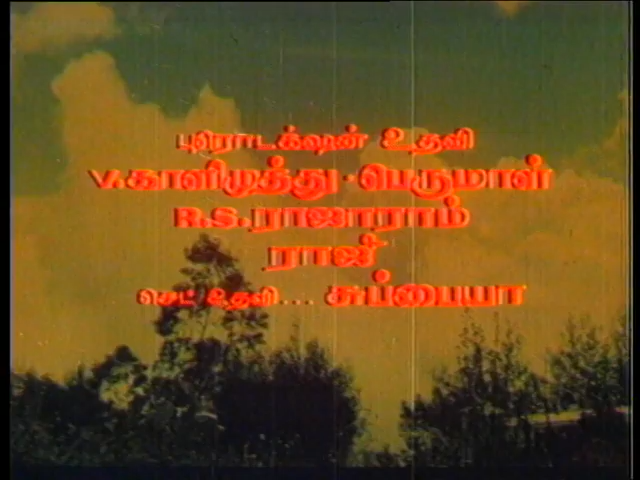 புரொடக்ஷன் உதவி
V.காளிமுத்து.பெருமாள்
R.S.ராஜாராம்
ராஜீ
செட் உதவி.... சுப்பையா